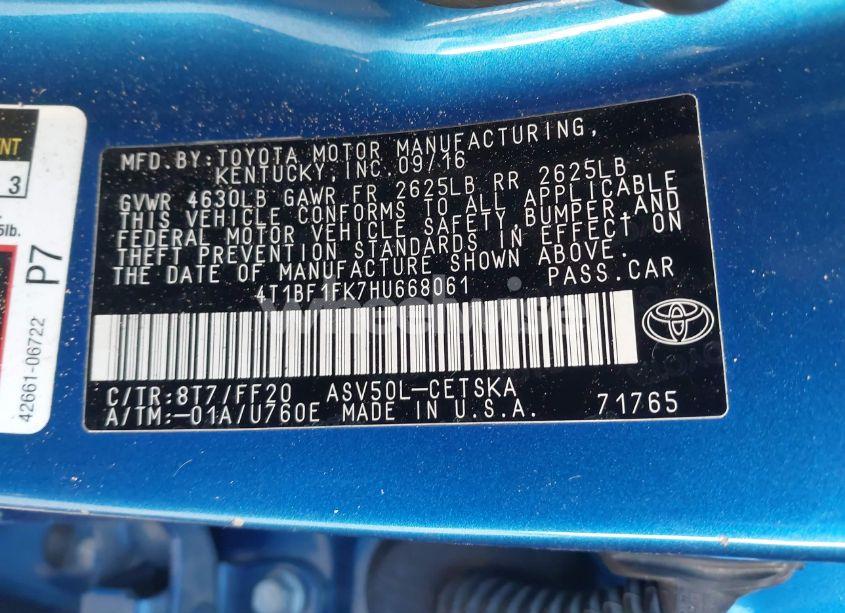 MFD. BY: TOYOTA MOTOR MANUFACTURING,
KENTUCKY, INC. 09/16
GVWR 4630LB GAWR FR 2625LB RR 2625LB
THIS VEHICLE CONFORMS TO ALL APPLICABLE
FEDERAL MOTOR VEHICLE SAFETY, BUMPER, AND
THEFT PREVENTION STANDARDS IN EFFECT ON
THE DATE OF MANUFACTURE SHOWN ABOVE.
4T1BF1FK7HU668061 PASS. CAR
C/TR: 8T7/FF20 ASV50L-CETSKA
A/TM: -01A/U760E MADE IN U.S.A. 71765
3
5lb.
P7
42661-06722